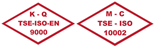 K - Q
TSE-ISO-EN
9000
M - C
TSE - ISO
10002